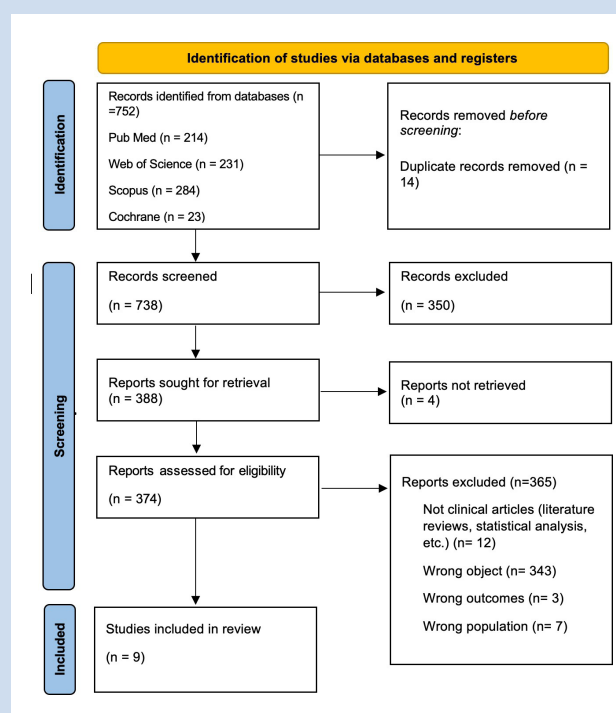 Identification of studies via databases and registers
Identification
Records identified from databases (n
=752)
Pub Med (n = 214)
Web of Science (n = 231)
Scopus (n = 284)
Cochrane (n = 23)
Records removed before
screening:
Duplicate records removed (n =
14)
Screening
Records screened
(n = 738)
Records excluded
(n = 350)
Reports sought for retrieval
(n = 388)
Reports not retrieved
(n = 4)
Reports assessed for eligibility
(n = 374)
Reports excluded (n=365)
Not clinical articles (literature
reviews, statistical analysis,
etc.) (n= 12)
Wrong object (n= 343)
Wrong outcomes (n= 3)
Wrong population (n= 7)
Included
Studies included in review
(n = 9)